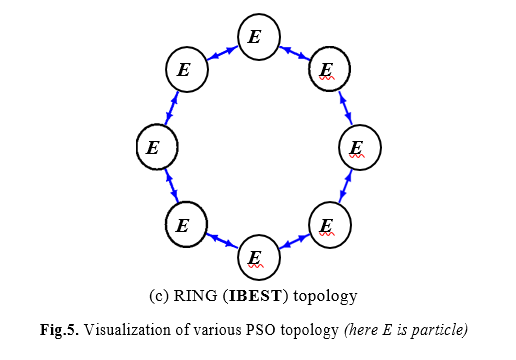 E
E
E
E
E
E
E
E
(c) RING (IBEST) topology
Fig.5. Visualization of various PSO topology (here E is particle)